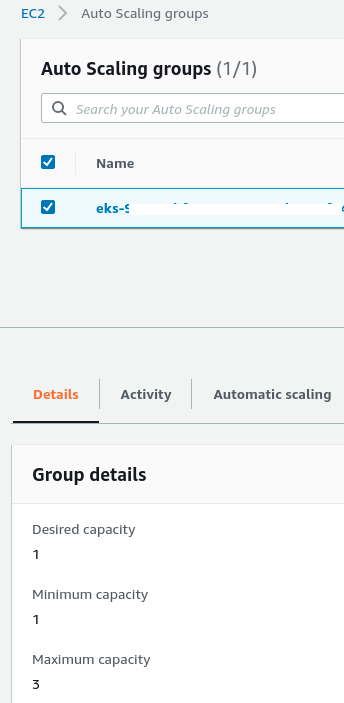 EC2 > Auto Scaling groups
Auto Scaling groups (1/1)
Search your Auto Scaling groups
Name
eks-9
Details
Activity
Automatic scaling
Group details
Desired capacity
1
Minimum capacity
1
Maximum capacity
3